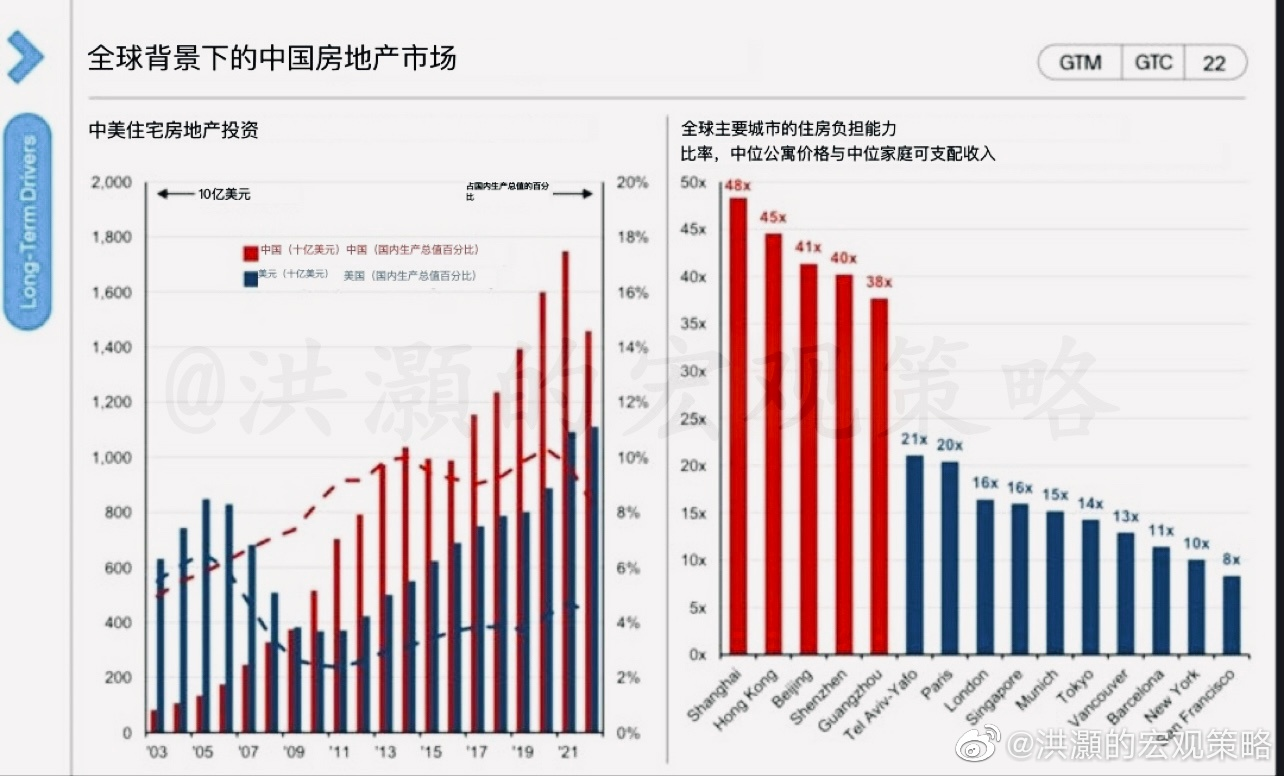 全球背景下的中国房地产市场
GTM GTC 22
Long-Term Drivers
中美住宅房地产投资
2,000
1,800
1,600
1,400
1,200
1,000
800
600
400
200
0
10亿美元
占国内生产总值的百分
比
20%
18%
16%
14%
12%
10%
8%
6%
4%
2%
0%
中国（十亿美元）中国（国内生产总值百分比）
美元（十亿美元） 美国（国内生产总值百分比）
'03 '05 '07 '09 '11 '13 '15 '17 '19 '21
全球主要城市的住房负担能力
比率，中位公寓价格与中位家庭可支配收入
50x
45x
40x
35x
30x
25x
20x
15x
10x
5x
0x
48x 45x 41x 40x 38x 21x 20x 16x 16x 15x 14x 13x 11x 10x 8x
Shanghai
Hong Kong
Beijing
Shenzhen
Guangzhou
Tel Aviv-Yafo
Paris
London
Singapore
Munich
Tokyo
Vancouver
Barcelona
New York
San Francisco
@洪灝的宏观策略
@洪灝的宏观策略